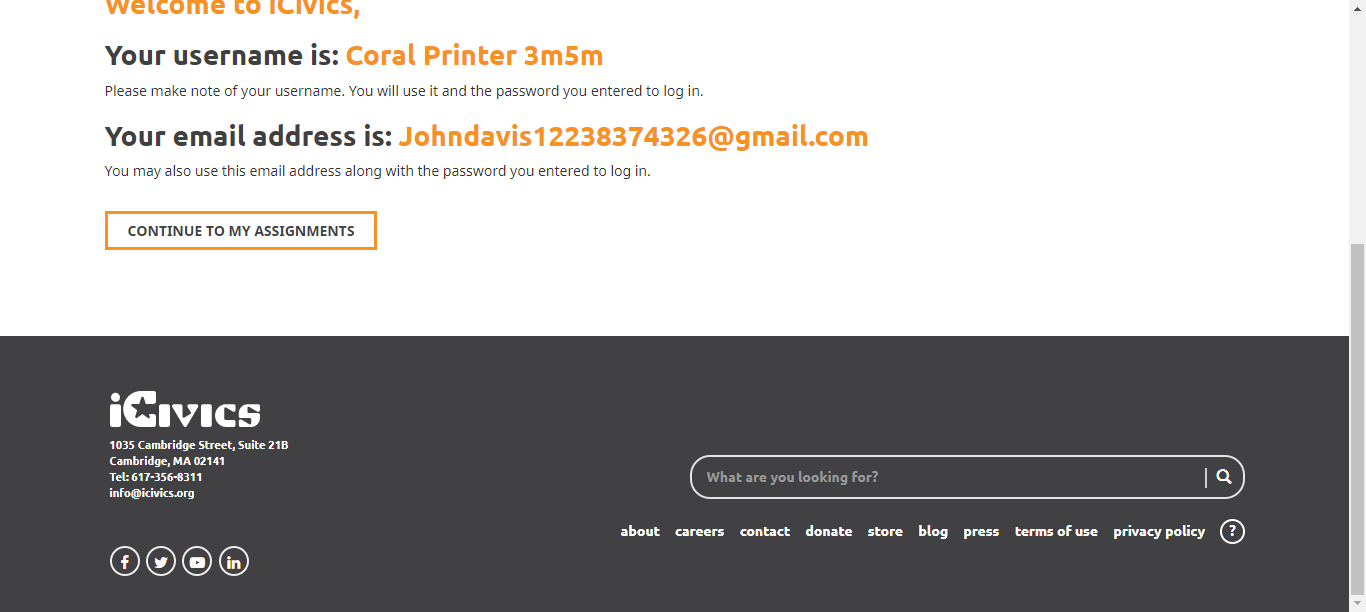 Welcome to iCivics,
Your username is: Coral Printer 3m5m
Please make note of your username. You will use it and the password you entered to log in.
Your email address is: Johndavis12238374326@gmail.com
You may also use this email address along with the password you entered to log in.
CONTINUE TO MY ASSIGNMENTS
iCivics
1035 Cambridge Street, Suite 21B
Cambridge, MA 02141
Tel: 617-356-8311
info@icivics.org
What are you looking for?
about careers contact donate store blog press terms of use privacy policy ?